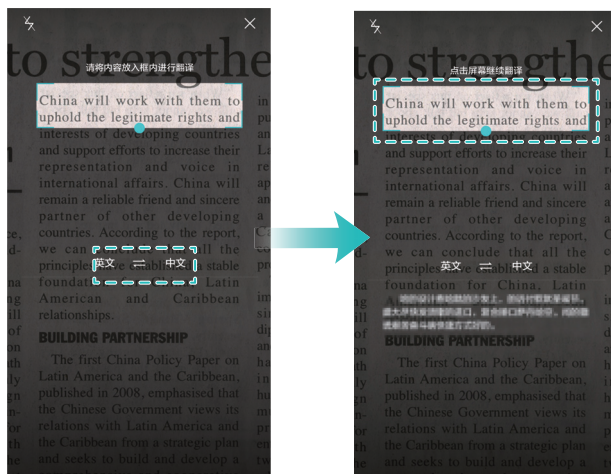 to strengthe
请将内容放入框内进行翻译
China will work with them to
uphold the legitimate rights and
interests of developing countries
and support efforts to increase their
representation and voice in
international affairs. China will
remain a reliable friend and sincere
partner of other developing
countries. According to the report,
we can conclude that all the
principles have established a stable
英文 中文
foundation for China, Latin
American and Caribbean
relationships.
BUILDING PARTNERSHIP
The first China Policy Paper on
Latin America and the Caribbean,
published in 2008, emphasised that
the Chinese Government views its
relations with Latin America and
the Caribbean from a strategic plan
and seeks to build and develop a
to strengthe
点击屏幕继续翻译
China will work with them to
uphold the legitimate rights and
interests of developing countries
and support efforts to increase their
representation and voice in
international affairs. China will
remain a reliable friend and sincere
partner of other developing
countries. According to the report,
we can conclude that all the
principles have established a stable
英文 中文
foundation for China, Latin
American and Caribbean
BUILDING PARTNERSHIP
The first China Policy Paper on
Latin America and the Caribbean,
published in 2008, emphasised that
the Chinese Government views its
relations with Latin America and
the Caribbean from a strategic plan
and seeks to build and develop a